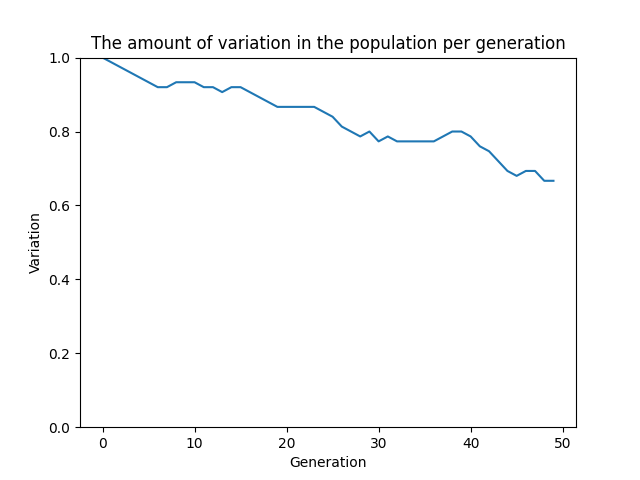 The amount of variation in the population per generation
1.0
0.8
0.6
0.4
0.2
0.0
Variation
0 10 20 30 40 50
Generation